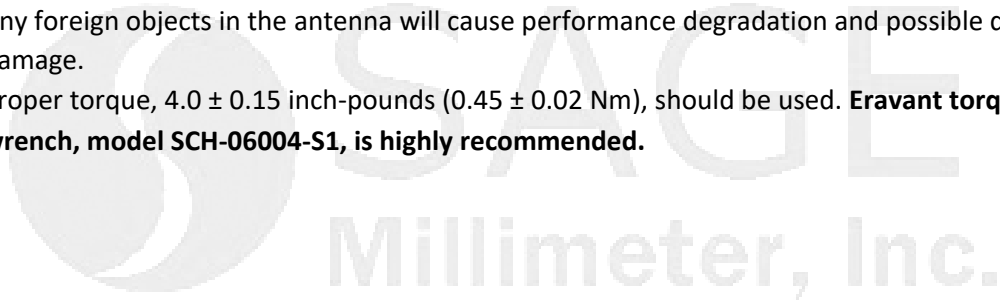 ny foreign objects in the antenna will cause performance degradation and possible
amage.
roper torque, 4.0 ± 0.15 inch-pounds (0.45 ± 0.02 Nm), should be used. Eravant torq
rench, model SCH-06004-S1, is highly recommended.
SAGE
Millimeter, Inc.